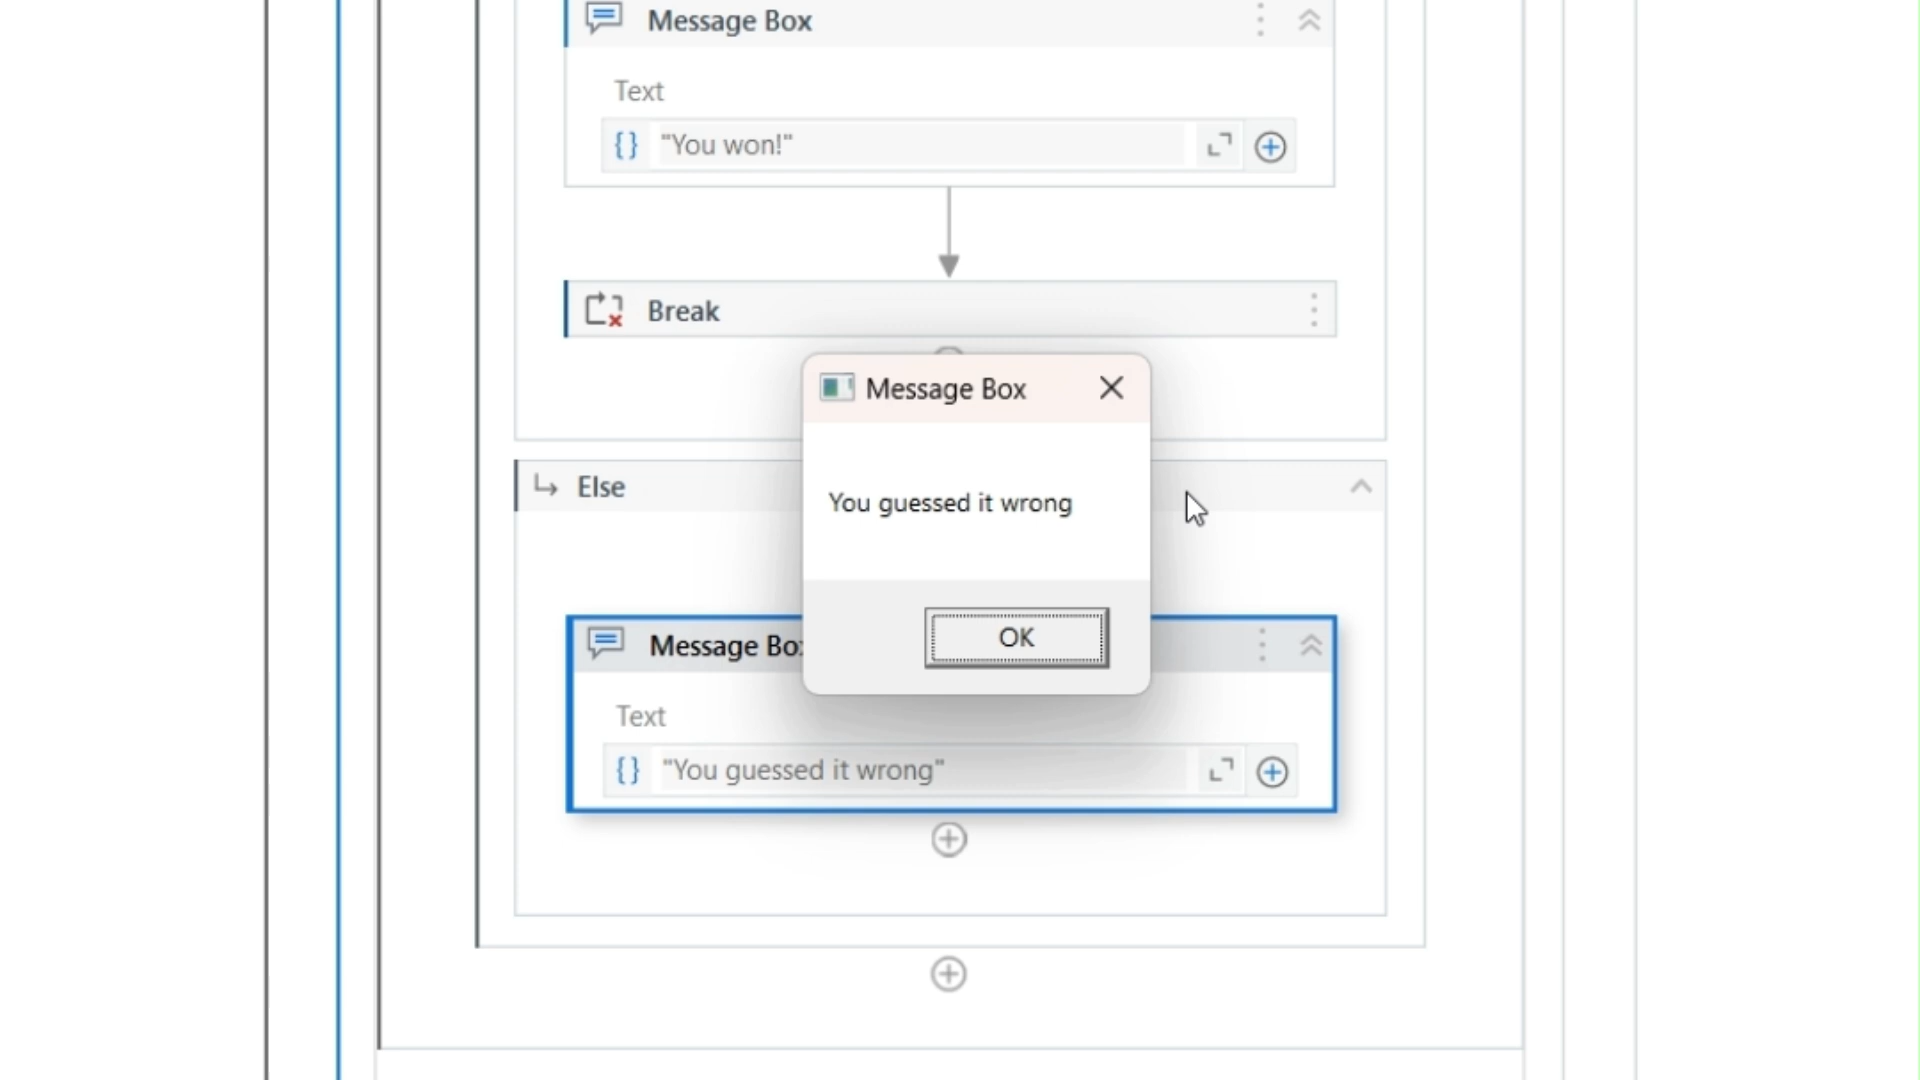 Message Box
Text
{} "You won!"
Break
Message Box
You guessed it wrong
OK
Else
Message Box
Text
{} "You guessed it wrong"